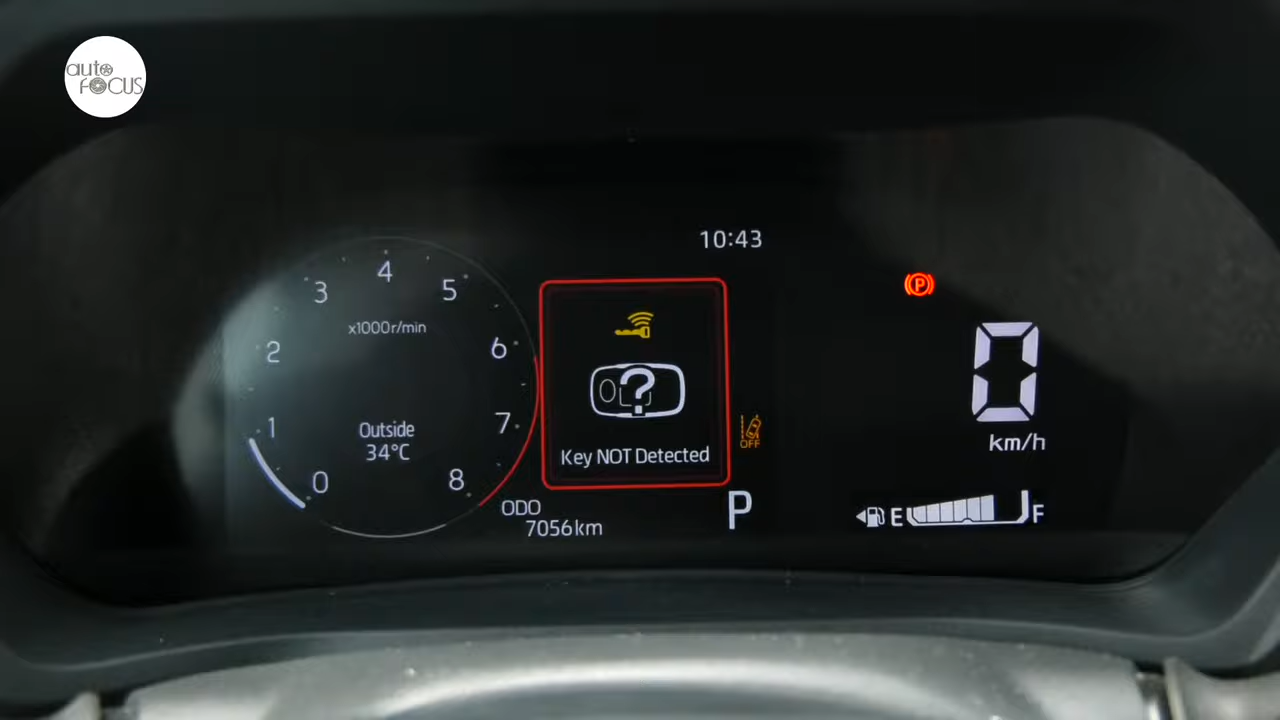 auto
FOCUS
10:43
4
3
5
x1000r/min
2
6
1
7
0
8
Outside
34°C
0
Key NOT Detected
OFF
ODO
7056km
P
P
0
km/h
E
F